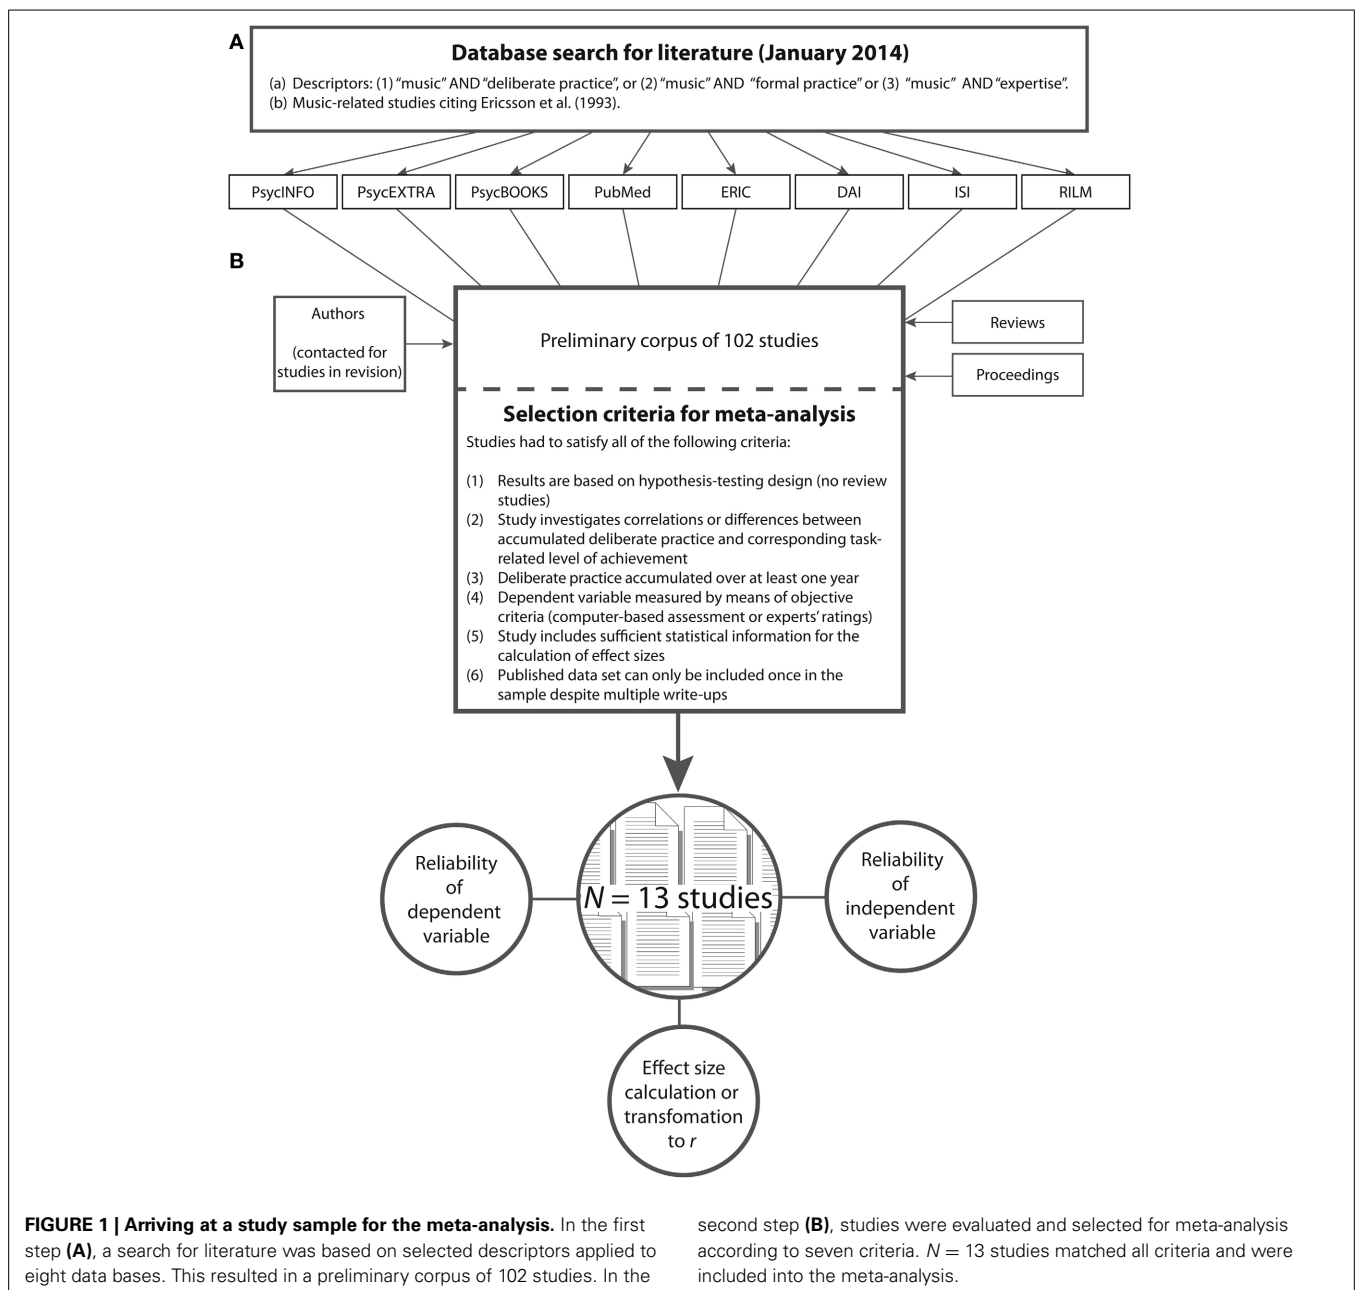 A
Database search for literature (January 2014)
(a) Descriptors: (1) “music” AND “deliberate practice”, or (2) “music” AND “formal practice” or (3) “music” AND “expertise”.
(b) Music-related studies citing Ericsson et al. (1993).
PsycINFO
PsycEXTRA
PsycBOOKS
PubMed
ERIC
DAI
ISI
RILM
B
Authors
(contacted for
studies in revision)
Preliminary corpus of 102 studies
Reviews
Proceedings
Selection criteria for meta-analysis
Studies had to satisfy all of the following criteria:
(1) Results are based on hypothesis-testing design (no review
studies)
(2) Study investigates correlations or differences between
accumulated deliberate practice and corresponding task-
related level of achievement
(3) Deliberate practice accumulated over at least one year
(4) Dependent variable measured by means of objective
criteria (computer-based assessment or experts’ ratings)
(5) Study includes sufficient statistical information for the
calculation of effect sizes
(6) Published data set can only be included once in the
sample despite multiple write-ups
Reliability
of
dependent
variable
N = 13 studies
Reliability
of
independent
variable
Effect size
calculation or
transfomation
to r
FIGURE 1 | Arriving at a study sample for the meta-analysis. In the first
step (A), a search for literature was based on selected descriptors applied to
eight data bases. This resulted in a preliminary corpus of 102 studies. In the
second step (B), studies were evaluated and selected for meta-analysis
according to seven criteria. N = 13 studies matched all criteria and were
included into the meta-analysis.